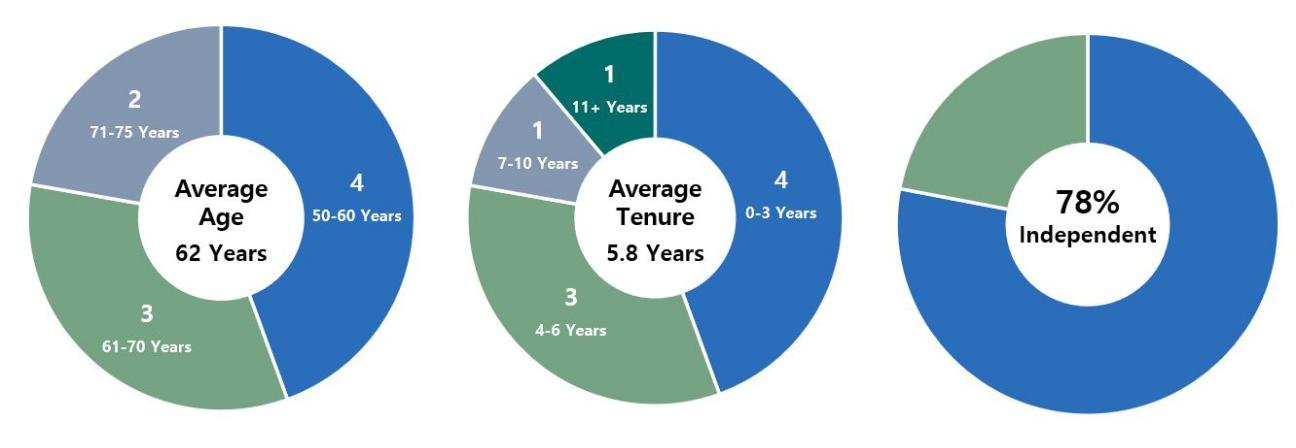 2
71-75 Years
4
50-60 Years
3
61-70 Years
Average
Age
62 Years
1
11+ Years
1
7-10 Years
4
0-3 Years
3
4-6 Years
Average
Tenure
5.8 Years
78%
Independent